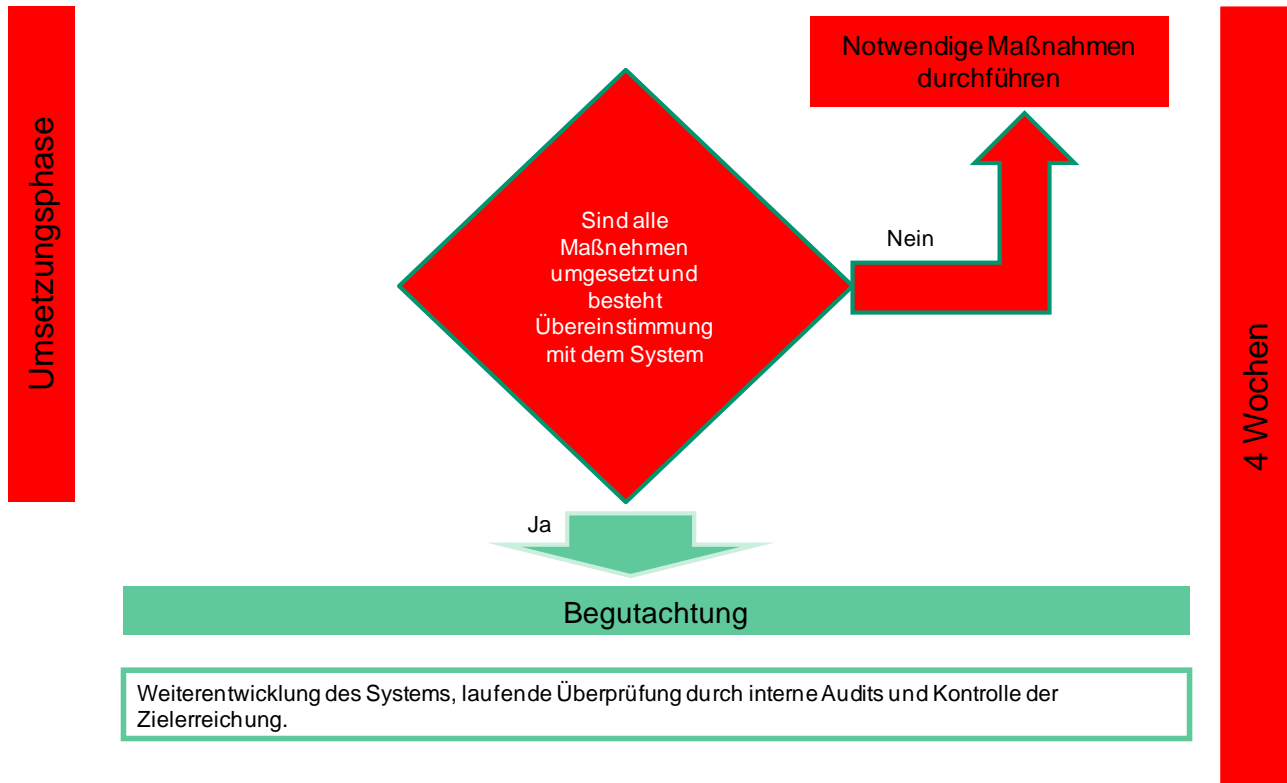 Umsetzungsphase
Notwendige Maßnahmen
durchführen
Sind alle
Maßnehmen
umgesetzt und
besteht
Übereinstimmung
mit dem System
Nein
4 Wochen
Ja
Begutachtung
Weiterentwicklung des Systems, laufende Überprüfung durch interne Audits und Kontrolle der
Zielerreichung.